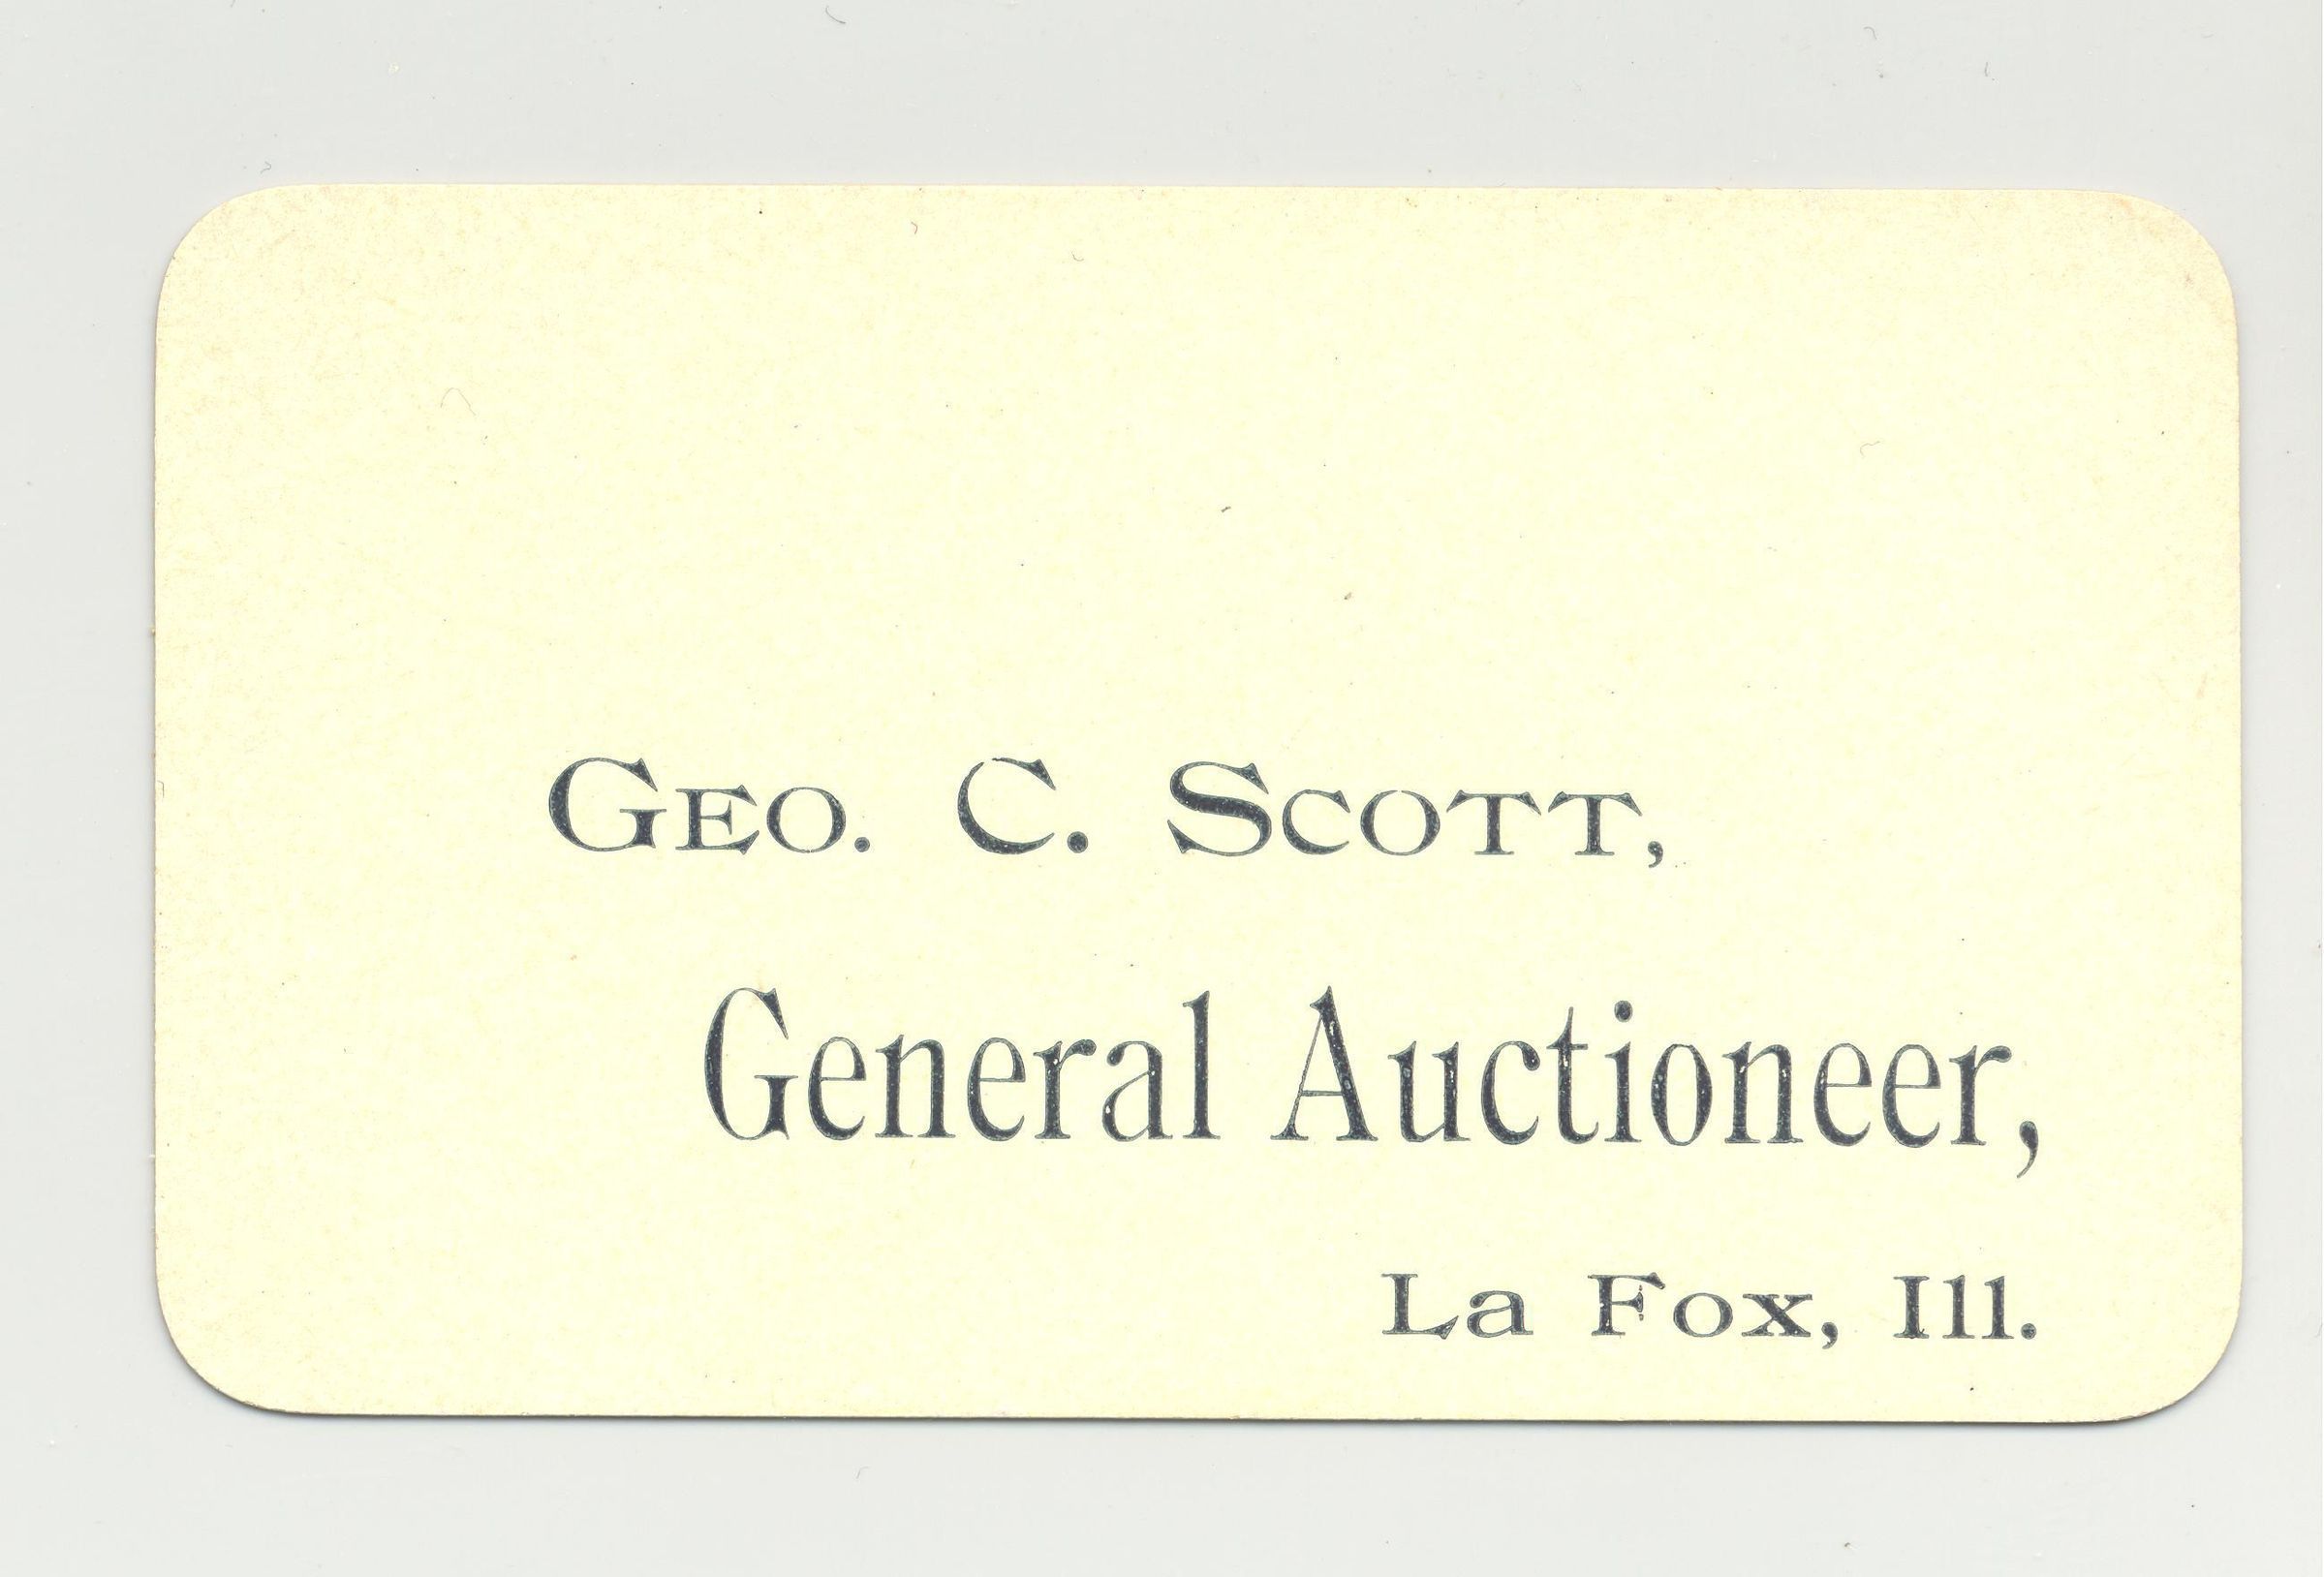 GEO. C. SCOTT,
General Auctioneer,
La Fox, Ill.